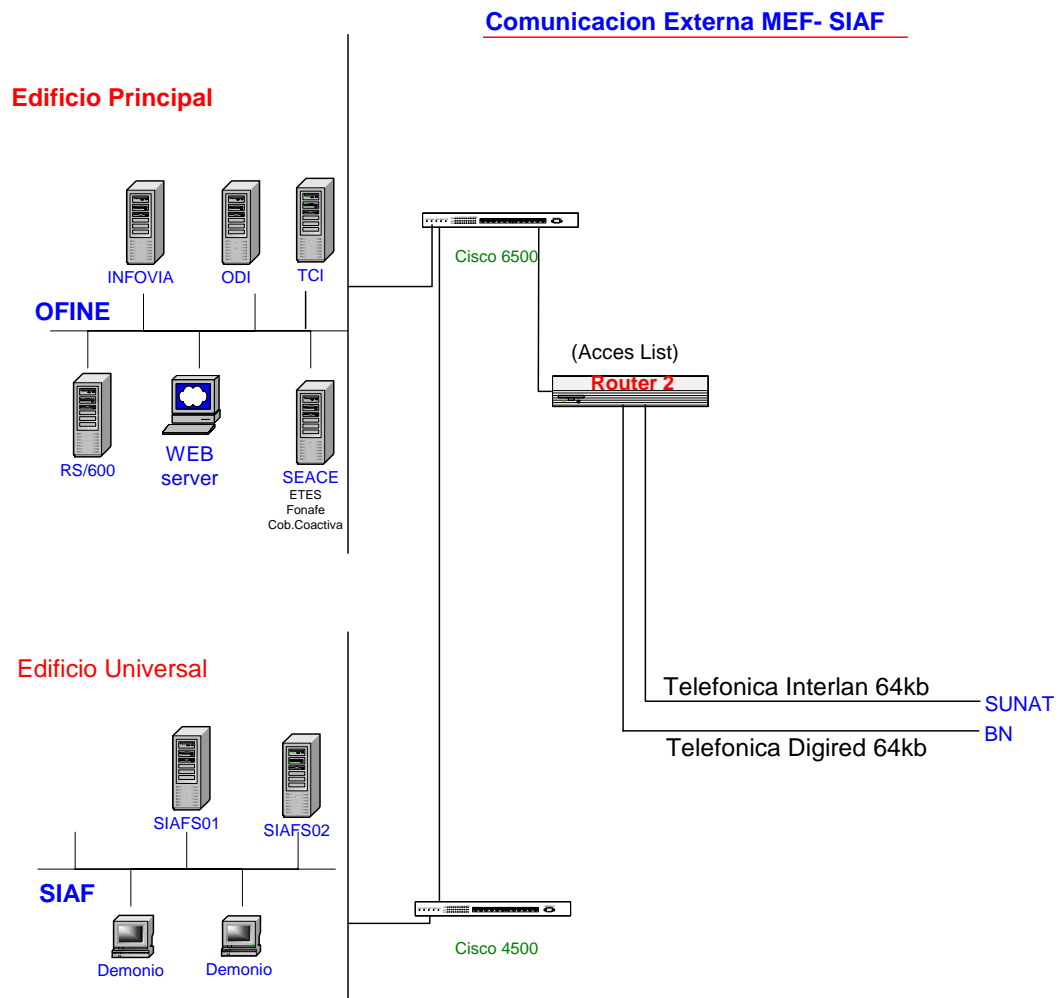 Comunicacion Externa MEF- SIAF
Edificio Principal
INFOVIA
ODI
TCI
Cisco 6500
OFINE
(Acces List)
Router 2
RS/600
WEB
server
SEACE
ETES
Fonafe
Cob.Coactiva
Edificio Universal
Telefonica Interlan 64kb
SUNAT
BN
Telefonica Digired 64kb
SIAFS01
SIAFS02
SIAF
Cisco 4500
Demonio
Demonio